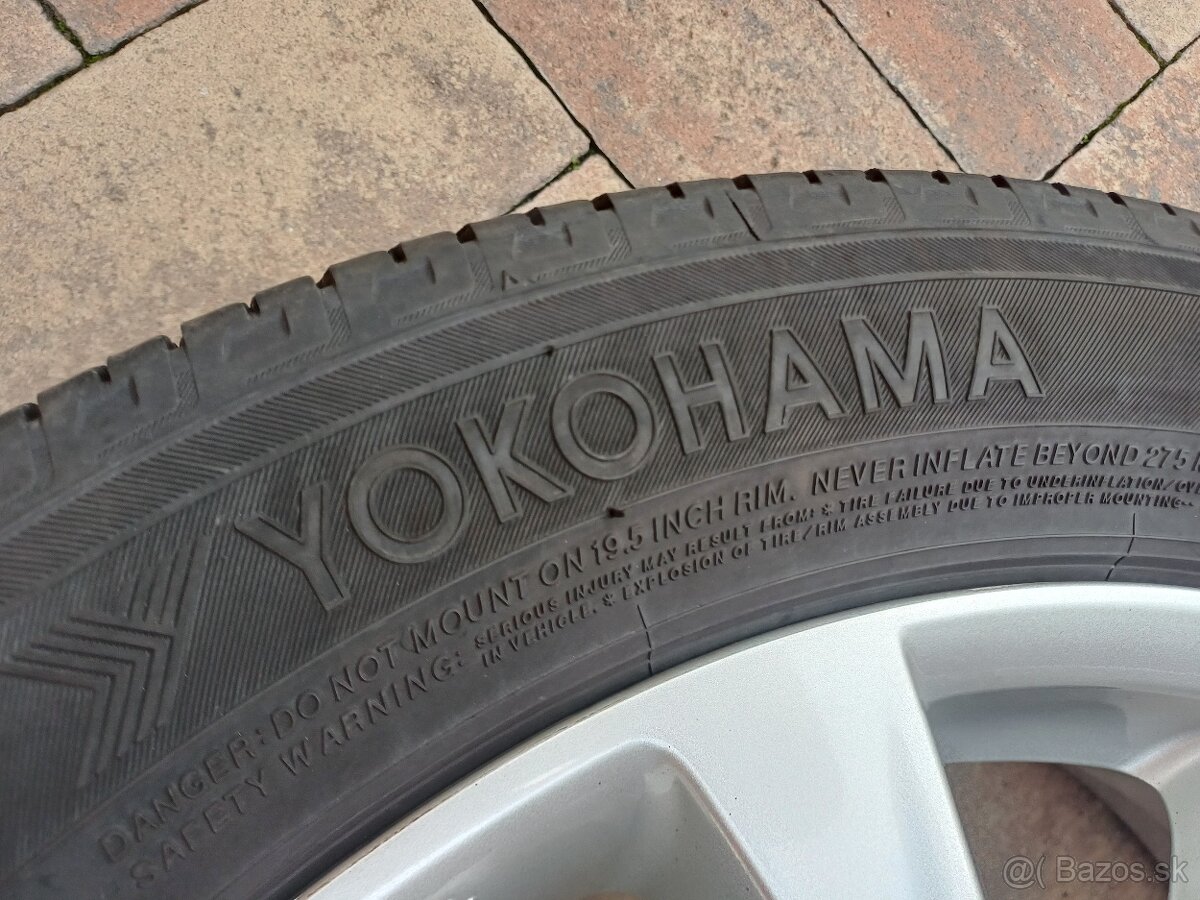 YOKOHAMA
DANGER: DO NOT MOUNT ON 19.5 INCH RIM. NEVER INFLATE BEYOND 275
SAFETY WARNING: SERIOUS INJURY MAY RESULT FROM: * TIRE FAILURE DUE TO UNDERINFLATION/OV
IN VEHICLE. * EXPLOSION OF TIRE/RIM ASSEMBLY DUE TO IMPROPER MOUNTING--
@( Bazos.sk